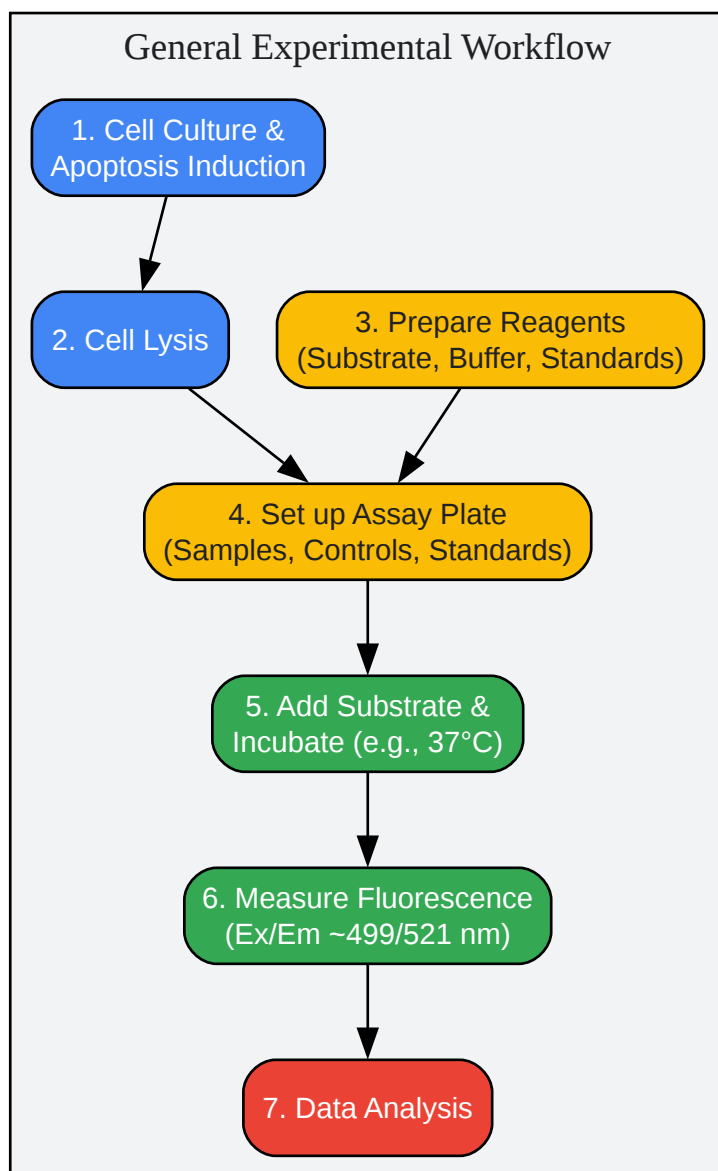 General Experimental Workflow
1. Cell Culture &
Apoptosis Induction
2. Cell Lysis
3. Prepare Reagents
(Substrate, Buffer, Standards)
4. Set up Assay Plate
(Samples, Controls, Standards)
5. Add Substrate &
Incubate (e.g., 37°C)
6. Measure Fluorescence
(Ex/Em ~499/521 nm)
7. Data Analysis